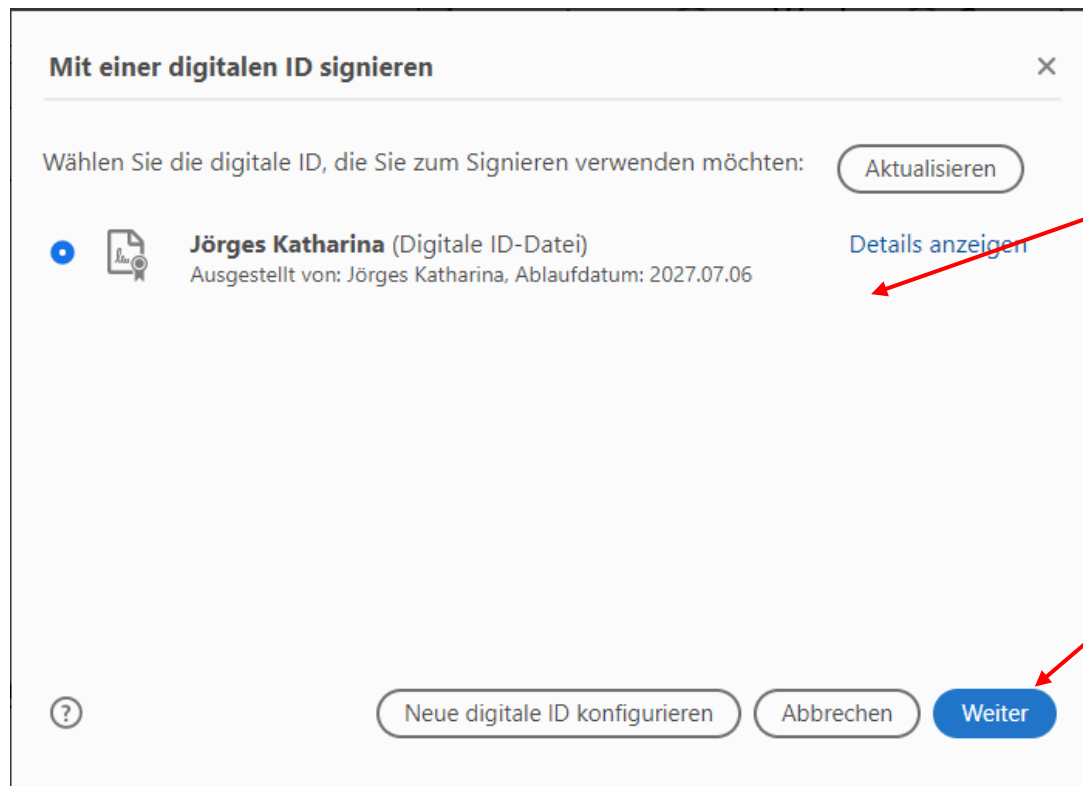 Mit einer digitalen ID signieren
Wählen Sie die digitale ID, die Sie zum Signieren verwenden möchten:
Aktualisieren
Jörges Katharina (Digitale ID-Datei)
Details anzeigen
Ausgestellt von: Jörges Katharina, Ablaufdatum: 2027.07.06
Neue digitale ID konfigurieren
Abbrechen
Weiter